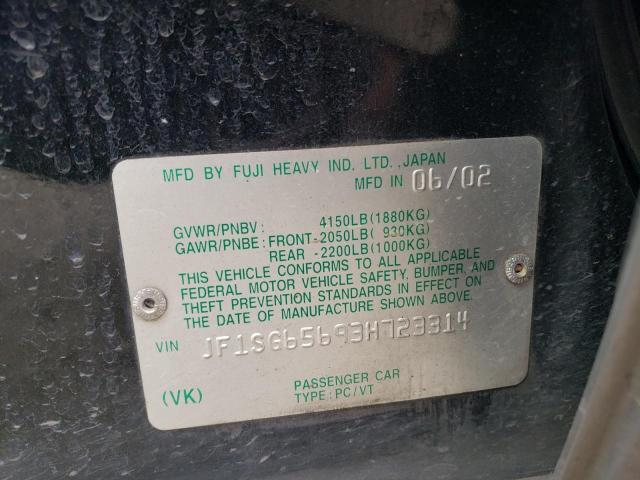 MFD BY FUJI HEAVY IND. LTD., JAPAN
MFD IN 06/02
GVWR/PNBV: 4150LB(1880KG)
GAWR/PNBE: FRONT-2050LB( 930KG)
REAR -2200LB(1000KG)
THIS VEHICLE CONFORMS TO ALL APPLICABLE
FEDERAL MOTOR VEHICLE SAFETY, BUMPER, AND
THEFT PREVENTION STANDARDS IN EFFECT ON
DATE OF MANUFACTURE SHOWN ABOVE.
VIN JF1SG65693H723314
PASSENGER CAR
(VK) TYPE:PC/VT